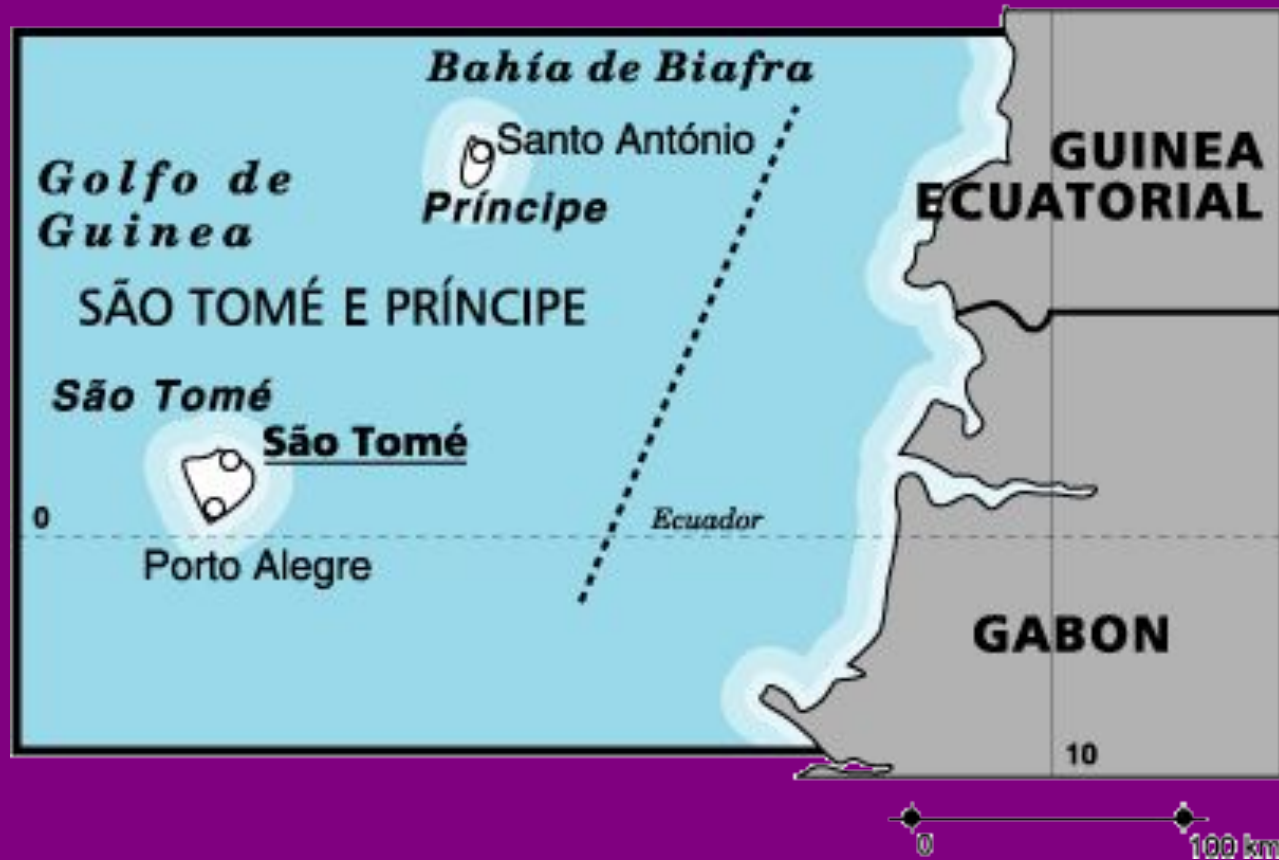 Bahía de Biafra
Santo António
Golfo de
Guinea
Príncipe
GUINEA
ECUATORIAL
SÃO TOMÉ E PRÍNCIPE
São Tomé
São Tomé
0
Ecuador
Porto Alegre
GABON
10
0
100 km